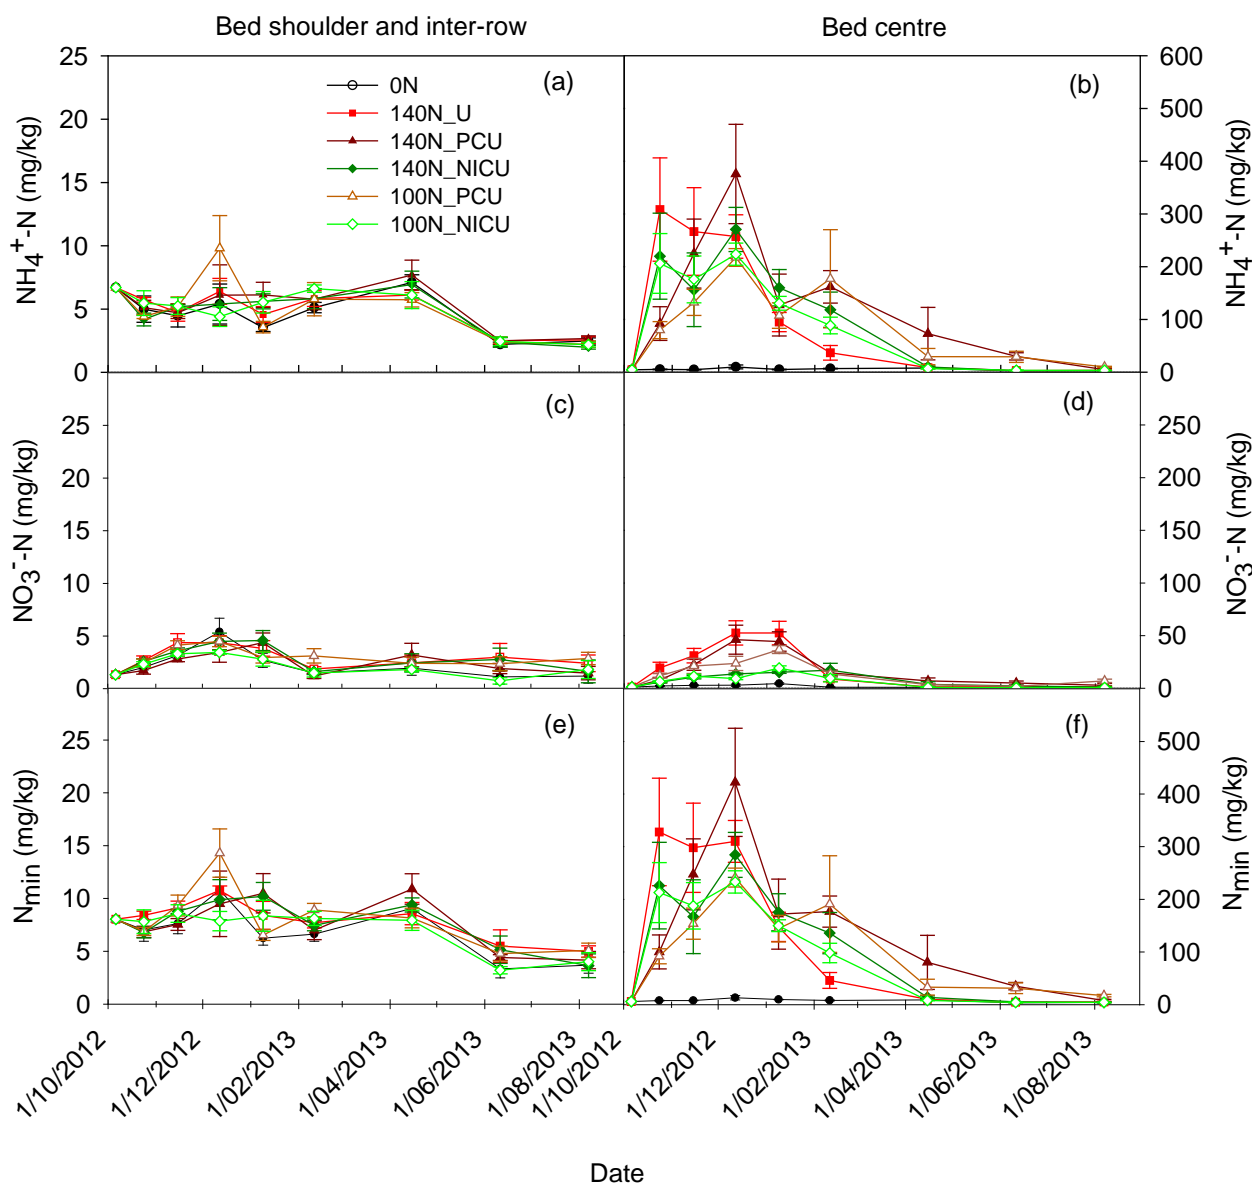 Bed shoulder and inter-row
Bed centre
25
20
15
10
5
0
NH4+-N (mg/kg)
(a)
0N
140N_U
140N_PCU
140N_NICU
100N_PCU
100N_NICU
(b)
600
500
400
300
200
100
0
NH4+-N (mg/kg)
25
20
15
10
5
0
NO3--N (mg/kg)
(c)
(d)
250
200
150
100
50
0
NO3--N (mg/kg)
25
20
15
10
5
0
Nmin (mg/kg)
(e)
(f)
500
400
300
200
100
0
Nmin (mg/kg)
1/10/2012
1/12/2012
1/02/2013
1/04/2013
1/06/2013
1/08/2013
1/10/2012
1/12/2012
1/02/2013
1/04/2013
1/06/2013
1/08/2013
Date